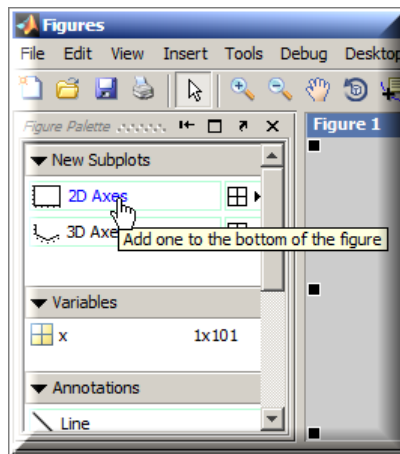 Figures
File Edit View Insert Tools Debug Desktop
Figure Palette
Figure 1
New Subplots
2D Axes
3D Axes
Add one to the bottom of the figure
Variables
x 1x101
Annotations
Line